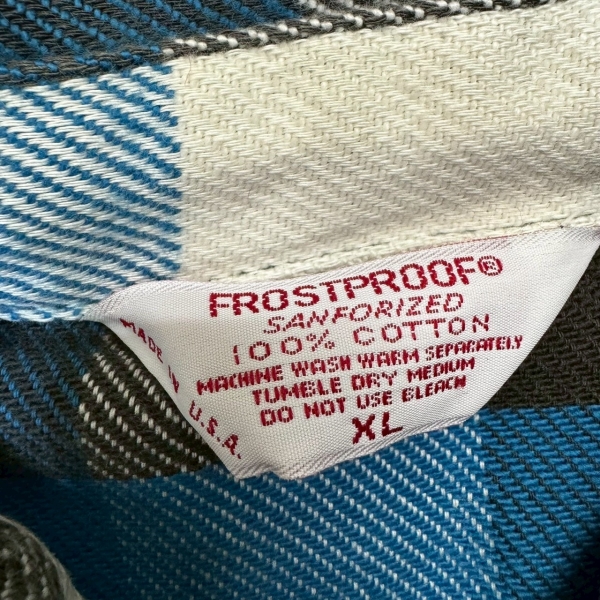 FROSTPROOF®
SANFORIZED
100% COTTON
MACHINE WASH WARM SEPARATELY
TUMBLE DRY MEDIUM
DO NOT USE BLEACH
XL
MADE IN U.S.A.